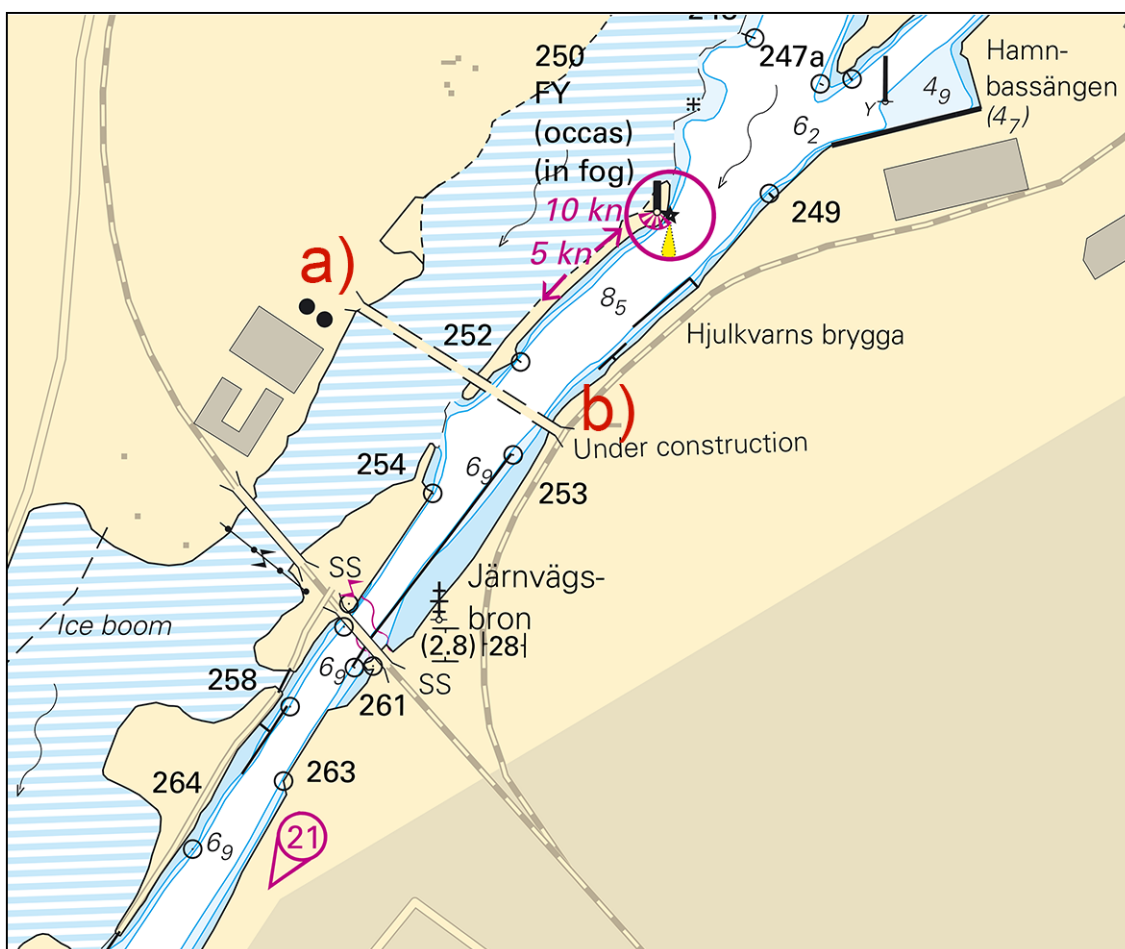 250
FY
(occas)
(in fog)
247a
Hamn-
bassängen
(4₇)
4₉
Y
6₂
249
10 kn
5 kn
a)
8₅
252
Hjulkvarns brygga
b)
Under construction
254
6₉
253
SS
Järnvägs-
bron
(2.8)
28
Ice boom
6₉
SS
258
261
264
263
6₉
21